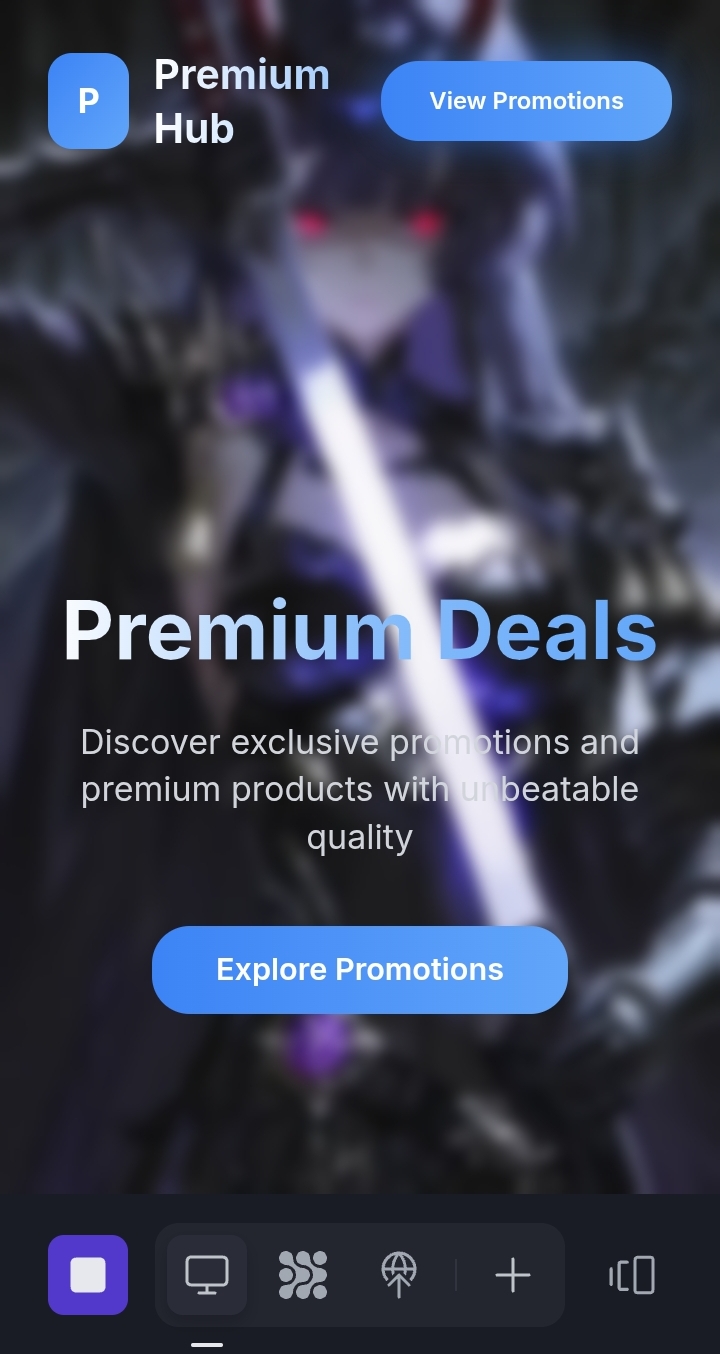 P
Premium
Hub
View Promotions
Premium Deals
Discover exclusive promotions and
premium products with unbeatable
quality
Explore Promotions